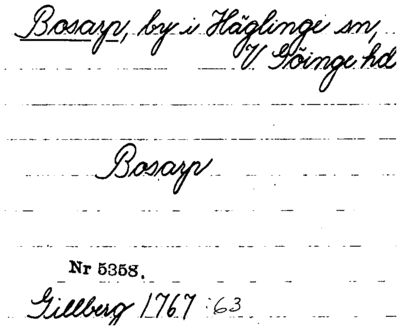 Bosarp, by i Häglinge sn,
V Göinge hd
Bosarp
Nr 5358.
Gillberg 1767 :63